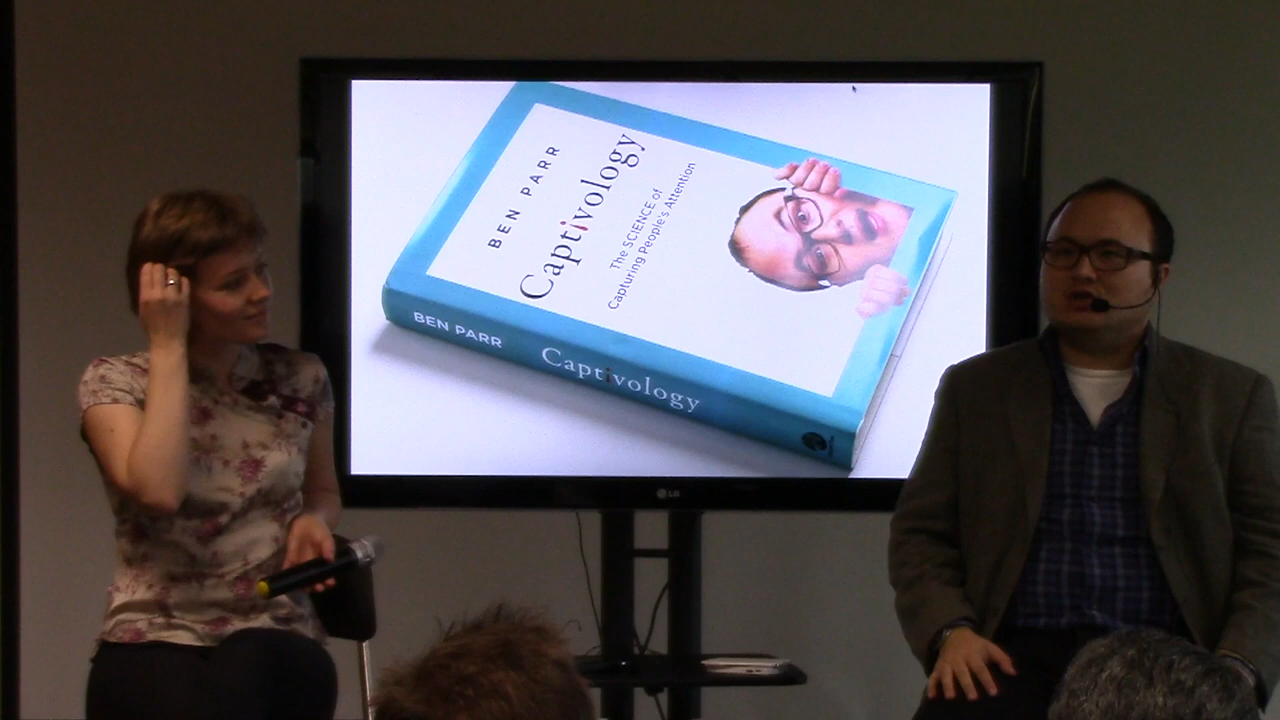 BEN PARR
Captivology
The SCIENCE of
Capturing People's Attention
BEN PARR
Captivology
LG